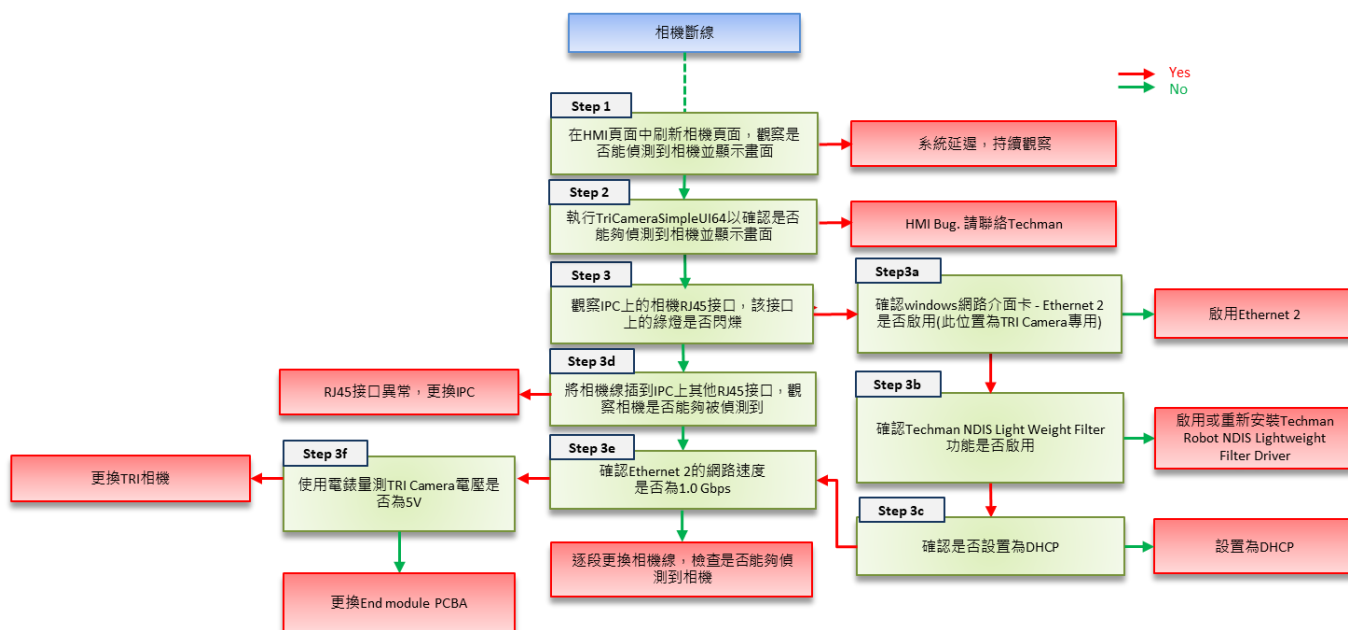 相機斷線
Yes
No
Step 1
在HMI頁面中刷新相機頁面，觀察是
否能偵測到相機並顯示畫面
系統延遲，持續觀察
Step 2
執行TriCameraSimpleUI64以確認是否
能夠偵測到相機並顯示畫面
HMI Bug. 請聯絡Techman
Step 3
觀察IPC上的相機RJ45接口，該接口
上的綠燈是否閃爍
Step3a
確認windows網路介面卡 - Ethernet 2
是否啟用(此位置為TRI Camera專用)
啟用Ethernet 2
Step 3d
將相機線插到IPC上其他RJ45接口，觀
察相機是否能夠被偵測到
RJ45接口異常，更換IPC
Step 3b
確認Techman NDIS Light Weight Filter
功能是否啟用
啟用或重新安裝Techman
Robot NDIS Lightweight
Filter Driver
Step 3e
確認Ethernet 2的網路速度
是否為1.0 Gbps
Step 3f
使用電錶量測TRI Camera電壓是
否為5V
更換TRI相機
Step 3c
確認是否設置為DHCP
設置為DHCP
逐段更換相機線，檢查是否能夠偵
測到相機
更換End module PCBA